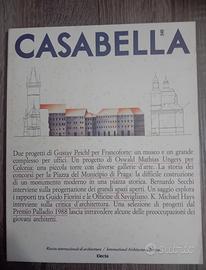 CASABELLA
Due progetti di Gustav Peichl per Francoforte: un museo e un grande
complesso per uffici. Un progetto di Oswald Mathias Ungers per
Colonia: una piccola torre con diverse gallerie d'arte. La storia dei
concorsi per la Piazza del Municipio di Praga: la difficile costruzione
di un monumento moderno in una piazza storica. Bernardo Secchi
interviene sulla progettazione dei grandi spazi aperti. Un saggio esplora
i rapporti tra Guido Fiorini e le Officine di Savigliano. K. Michael Hays
interviene sulla critica d'architettura. Una selezione di progetti dal
Premio Palladio 1988 lascia intravedere alcune delle preoccupazioni dei
giovani architetti.
Rivista internazionale di architettura / International Architectural
Electa
subito